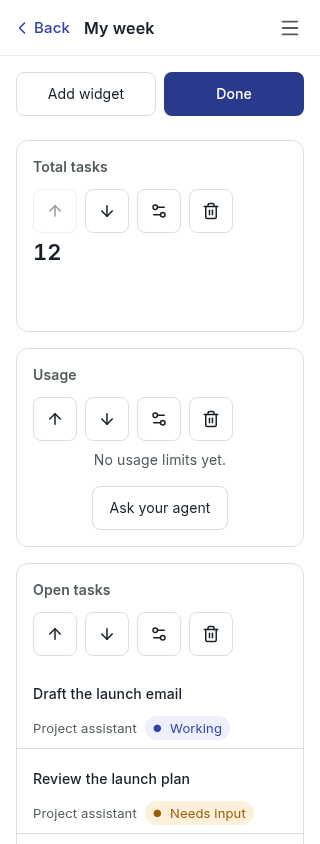 Back My week
Add widget Done
Total tasks
12
Usage
No usage limits yet.
Ask your agent
Open tasks
Draft the launch email
Project assistant Working
Review the launch plan
Project assistant Needs input